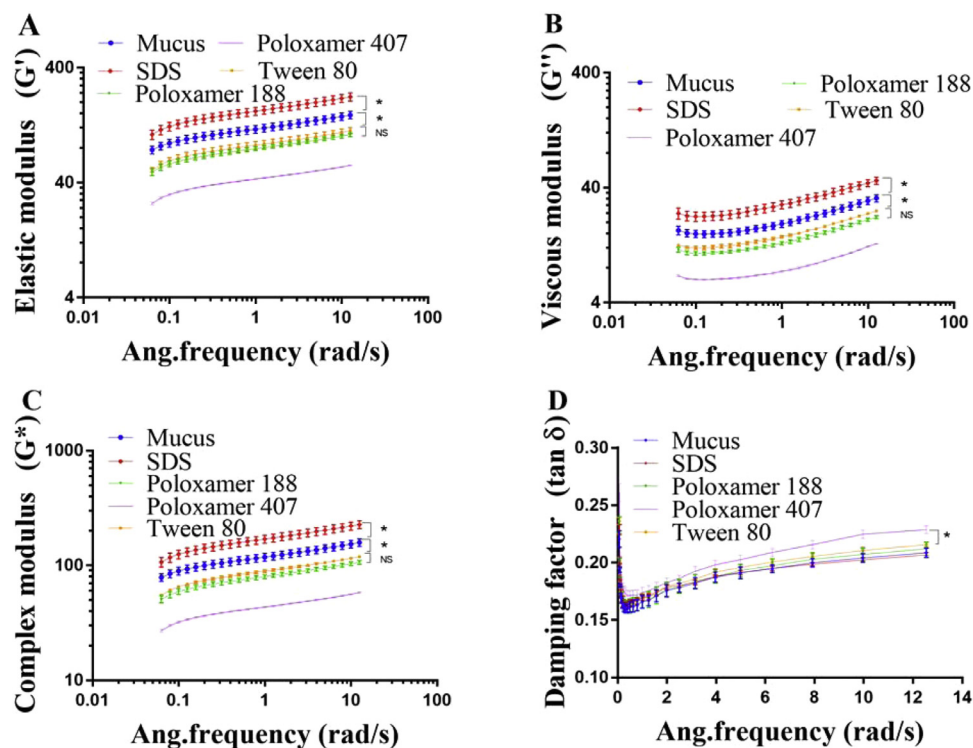 A
Mucus
Poloxamer 407
SDS
Tween 80
Poloxamer 188
Elastic modulus (G')
400
40
4
*
*
NS
0.01
0.1
1
10
100
Ang.frequency (rad/s)
B
Mucus
Poloxamer 188
SDS
Tween 80
Poloxamer 407
Viscous modulus (G'')
400
40
4
*
*
NS
0.01
0.1
1
10
100
Ang.frequency (rad/s)
C
Mucus
SDS
Poloxamer 188
Poloxamer 407
Tween 80
Complex modulus (G*)
1000
100
10
*
*
NS
0.01
0.1
1
10
100
Ang.frequency (rad/s)
D
Mucus
SDS
Poloxamer 188
Poloxamer 407
Tween 80
Damping factor (tan δ)
0.30
0.25
0.20
0.15
0.10
*
0
2
4
6
8
10
12
14
Ang.frequency (rad/s)